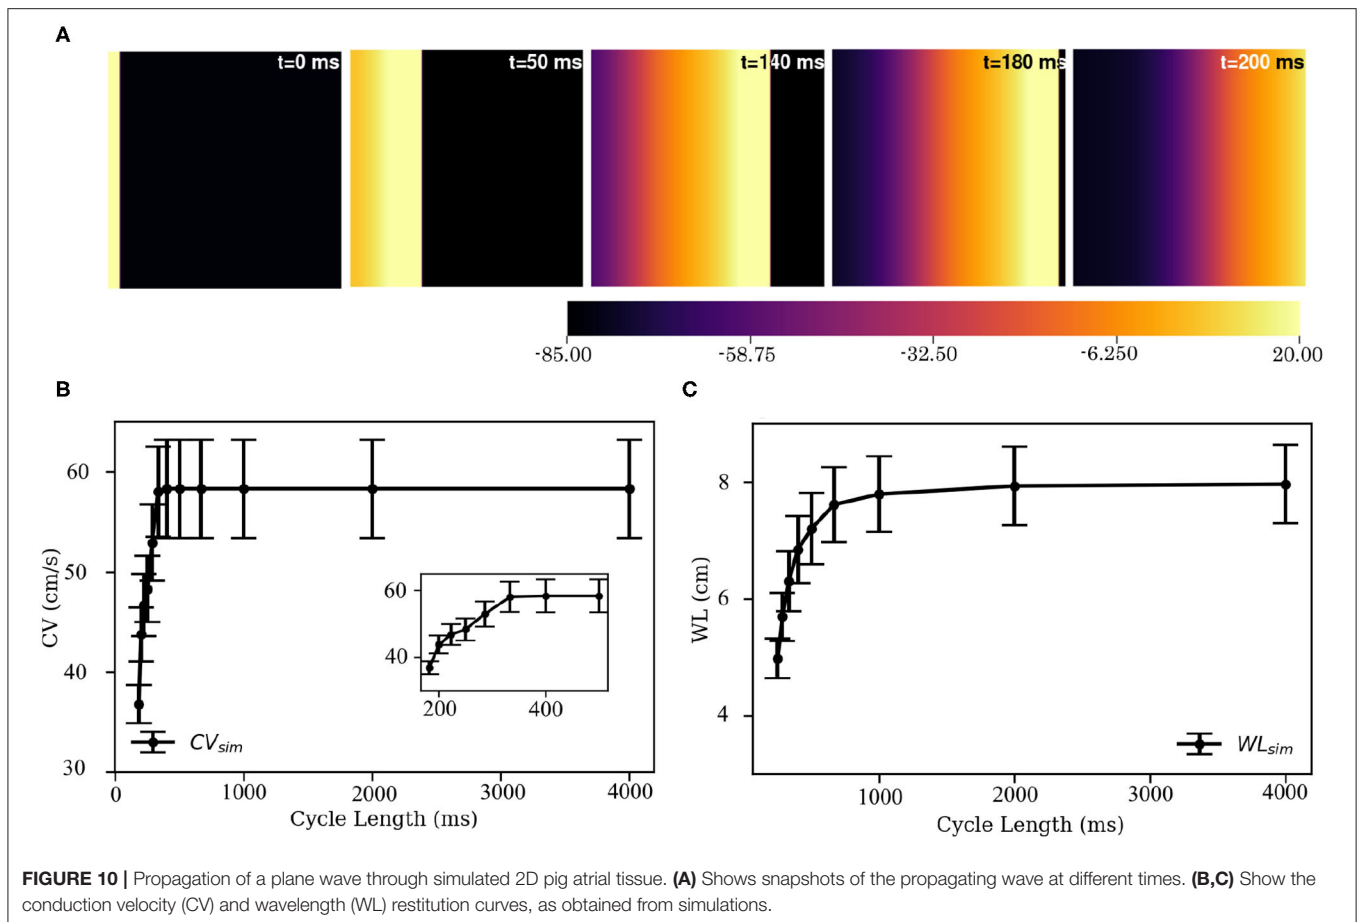 A
t=0 ms
t=50 ms
t=140 ms
t=180 ms
t=200 ms
-85.00 -58.75 -32.50 -6.250 20.00
B
60
50
40
30
CV (cm/s)
60
40
200 400
CVsim
0 1000 2000 3000 4000
Cycle Length (ms)
C
8
6
4
WL (cm)
WLsim
1000 2000 3000 4000
Cycle Length (ms)
FIGURE 10 | Propagation of a plane wave through simulated 2D pig atrial tissue. (A) Shows snapshots of the propagating wave at different times. (B,C) Show the
conduction velocity (CV) and wavelength (WL) restitution curves, as obtained from simulations.